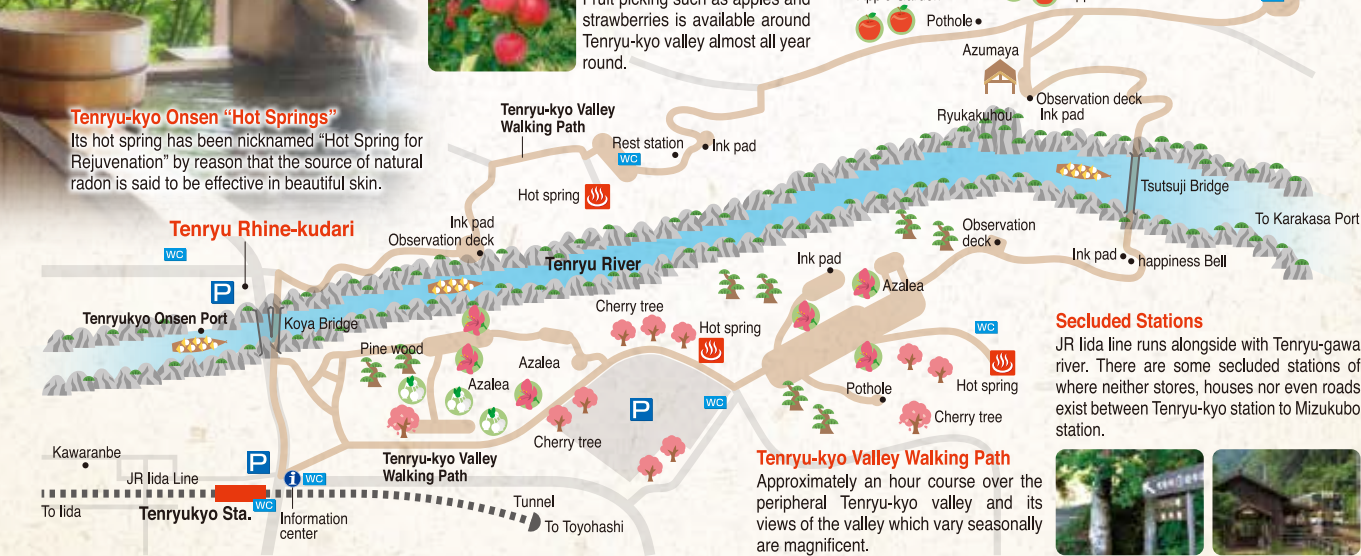 Fruit picking such as apples and
strawberries is available around
Tenryu-kyo valley almost all year
round.
Pothole
Azumaya
Observation deck
Ink pad
Ryukakuhou
Tenryu-kyo Onsen “Hot Springs”
Its hot spring has been nicknamed “Hot Spring for
Rejuvenation” by reason that the source of natural
radon is said to be effective in beautiful skin.
Tenryu-kyo Valley
Walking Path
Rest station
WC
Ink pad
Hot spring
Tsutsuji Bridge
To Karakasa Port
Tenryu Rhine-kudari
WC
P
Ink pad
Observation deck
Tenryu River
Observation
deck
Ink pad
happiness Bell
Ink pad
Azalea
Tenryukyo Onsen Port
Koya Bridge
Cherry tree
Hot spring
Pine wood
Azalea
Azalea
WC
Hot spring
Pothole
Cherry tree
P
WC
Cherry tree
Secluded Stations
JR Iida line runs alongside with Tenryu-gawa
river. There are some secluded stations of
where neither stores, houses nor even roads
exist between Tenryu-kyo station to Mizukubo
station.
Kawaranbe
P
JR Iida Line
To Iida
Tenryukyo Sta.
WC
WC
Information
center
Tenryu-kyo Valley
Walking Path
Tunnel
To Toyohashi
Tenryu-kyo Valley Walking Path
Approximately an hour course over the
peripheral Tenryu-kyo valley and its
views of the valley which vary seasonally
are magnificent.